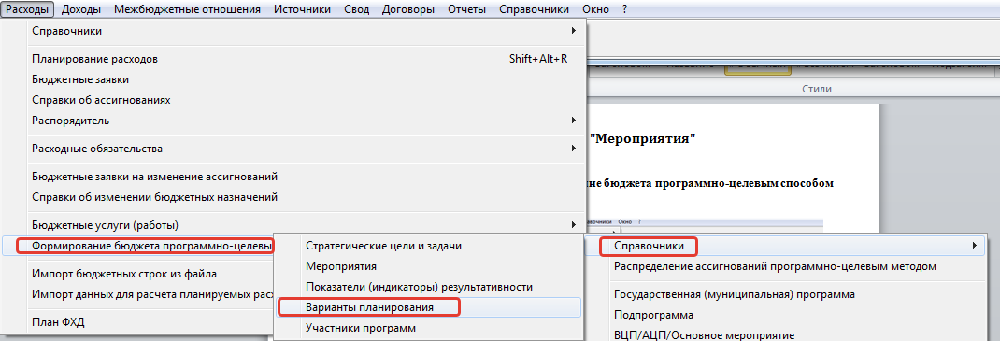 Расходы Доходы Межбюджетные отношения Источники Свод Договоры Отчеты Справочники Окно ?
Справочники
Планирование расходов Shift+Alt+R
Бюджетные заявки
Справки об ассигнованиях
Распорядитель
Расходные обязательства
Бюджетные заявки на изменение ассигнований
Справки об изменении бюджетных назначений
Бюджетные услуги (работы)
Формирование бюджета программно-целевы
Импорт бюджетных строк из файла
Импорт данных для расчета планируемых рас
План ФХД
Стратегические цели и задачи
Мероприятия
Показатели (индикаторы) результативности
Варианты планирования
Участники программ
Справочники
Распределение ассигнований программно-целевым методом
Государственная (муниципальная) программа
Подпрограмма
ВЦП/АЦП/Основное мероприятие
Стили
"Мероприятия"
ие бюджета программно-целевым способом
Окно ?